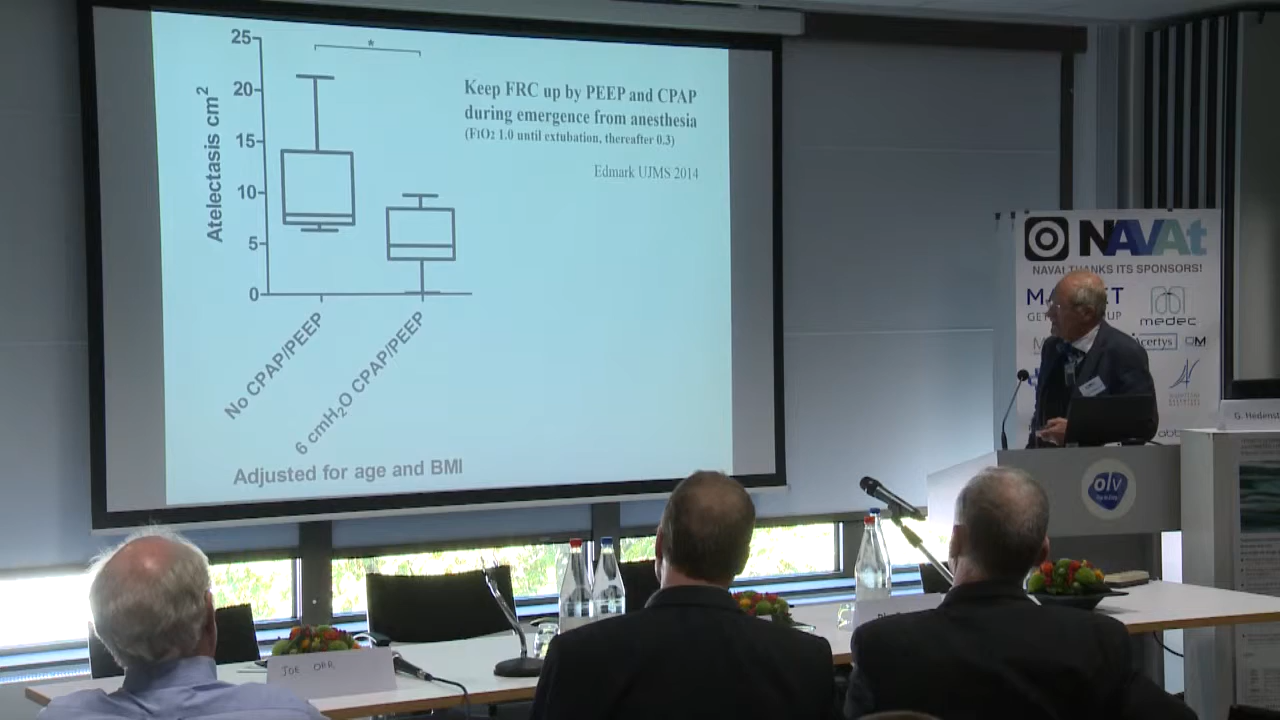 25
*
20
15
10
5
0
Atelectasis cm2
No CPAP/PEEP
6 cmH2O CPAP/PEEP
Adjusted for age and BMI
Keep FRC up by PEEP and CPAP
during emergence from anesthesia
(FIO2 1.0 until extubation, thereafter 0.3)
Edmark UJMS 2014
NAVAt
NAVAt THANKS ITS SPONSORS!
medec
Acertys
G. Hedenst
olv
JOE ORR